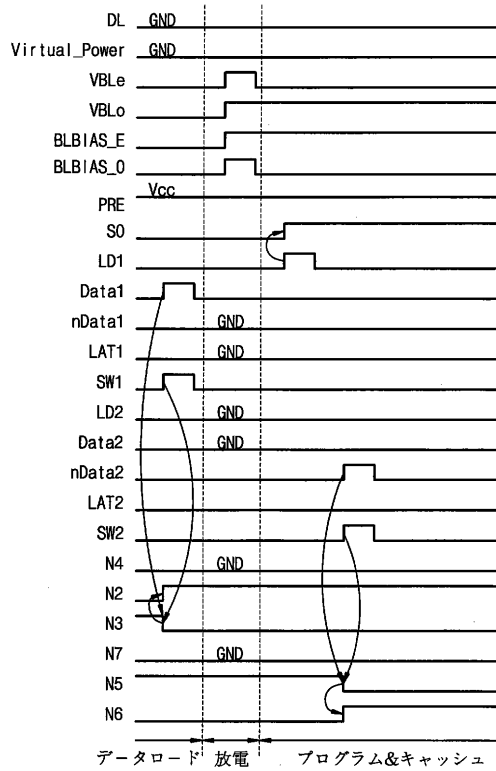 DL GND
Virtual_Power GND
VBLe
VBLo
BLBIAS_E
BLBIAS_O
PRE Vcc
SO
LD1
Data1
nData1 GND
LAT1 GND
SW1
LD2 GND
Data2 GND
nData2
LAT2
SW2
N4 GND
N2
N3
N7 GND
N5
N6
データロード 放電 プログラム&キャッシュ